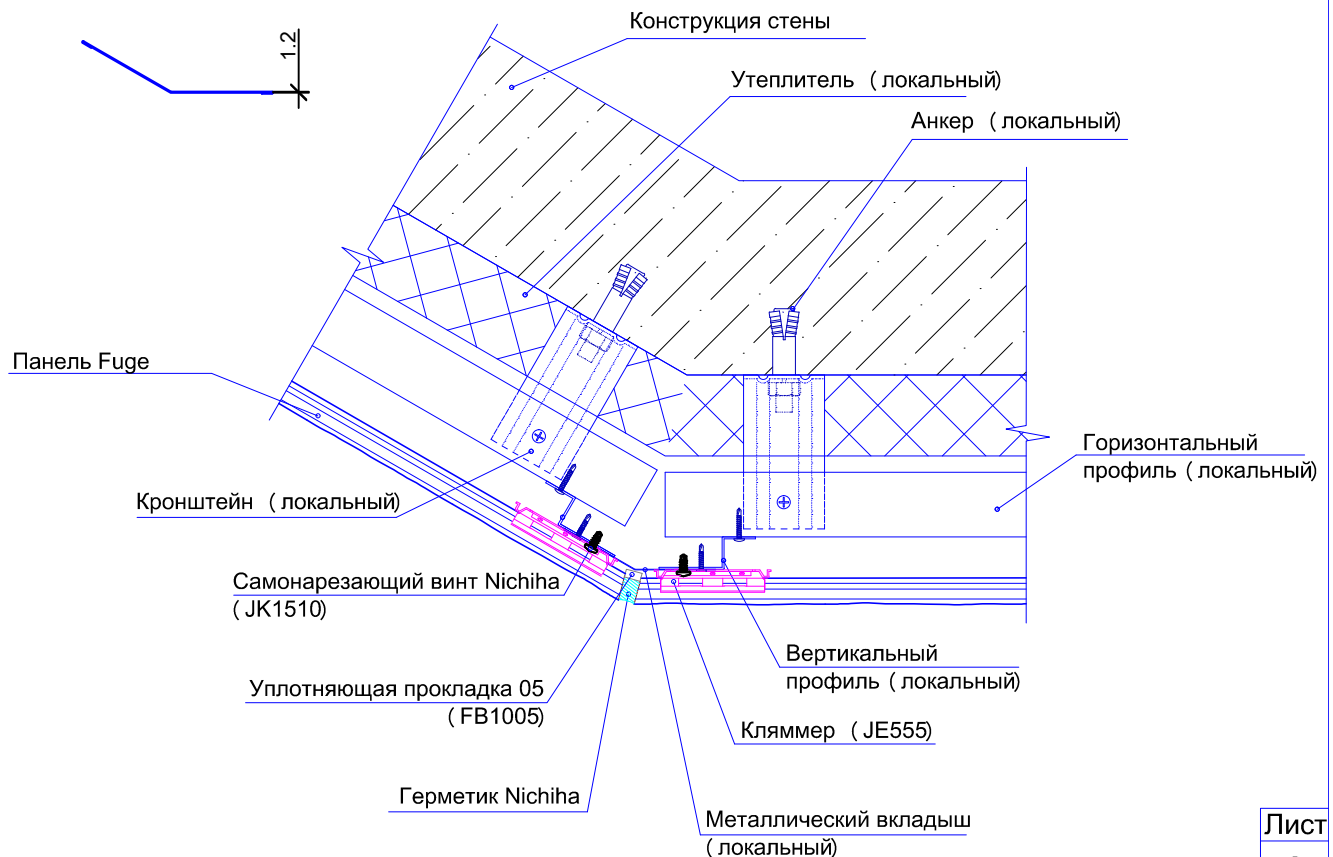 Конструкция стены
1.2
Утеплитель ( локальный)
Анкер ( локальный)
Панель Fuge
Горизонтальный
профиль ( локальный)
Кронштейн ( локальный)
Самонарезающий винт Nichiha
( JK1510)
Вертикальный
профиль ( локальный)
Уплотняющая прокладка 05
( FB1005)
Кляммер ( JE555)
Герметик Nichiha
Металлический вкладыш
( локальный)
Лист